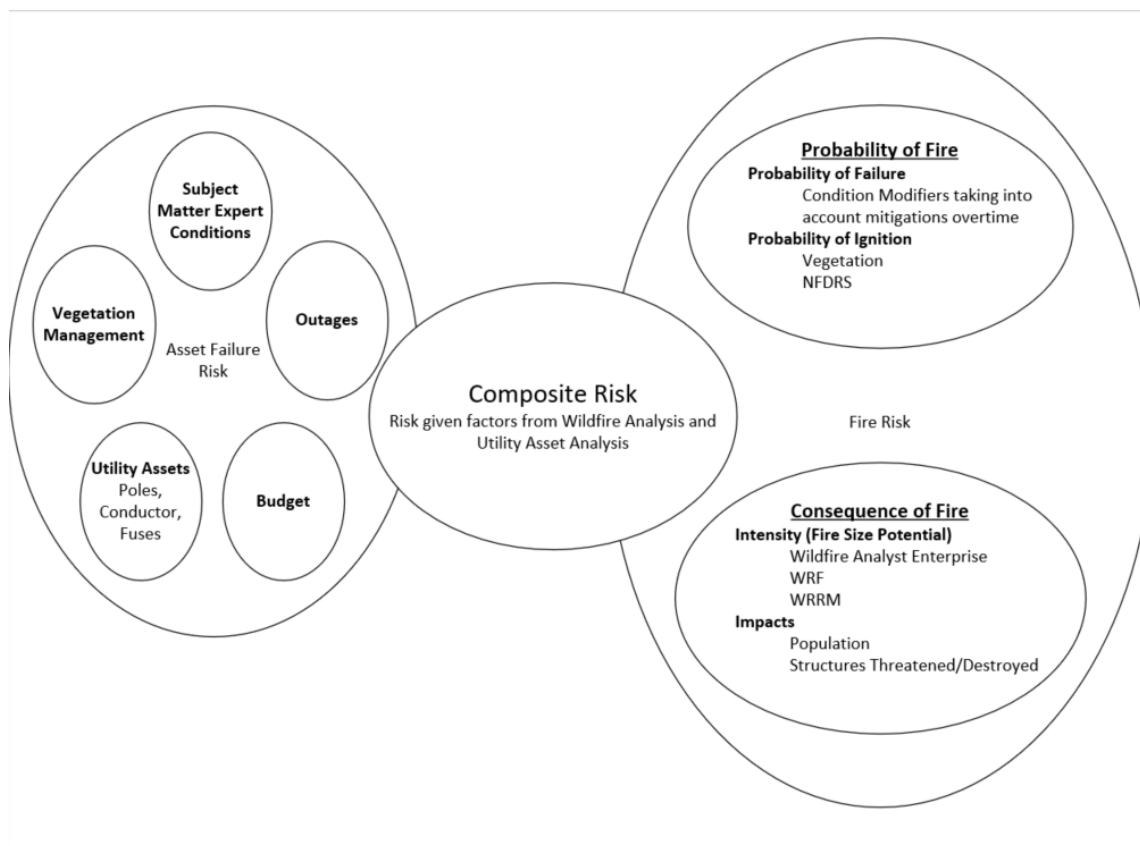 Subject
Matter Expert
Conditions
Vegetation
Management
Outages
Asset Failure
Risk
Utility Assets
Poles,
Conductor,
Fuses
Budget
Composite Risk
Risk given factors from Wildfire Analysis and
Utility Asset Analysis
Probability of Fire
Probability of Failure
Condition Modifiers taking into
account mitigations overtime
Probability of Ignition
Vegetation
NFDRS
Fire Risk
Consequence of Fire
Intensity (Fire Size Potential)
Wildfire Analyst Enterprise
WRF
WRRM
Impacts
Population
Structures Threatened/Destroyed